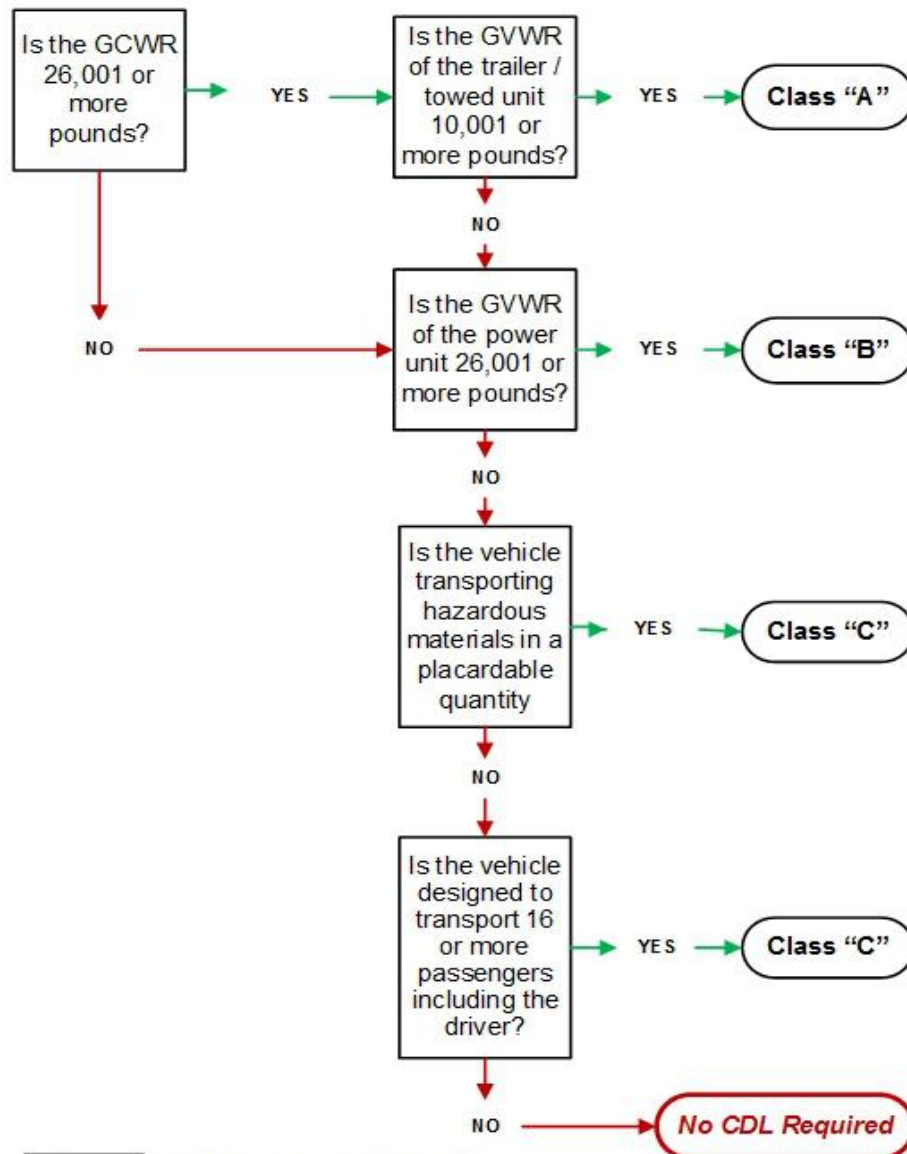 Is the GCWR
26,001 or
more
pounds?
YES
Is the GVWR
of the trailer /
towed unit
10,001 or
more pounds?
YES
Class “A”
NO
NO
Is the GVWR
of the power
unit 26,001 or
more pounds?
YES
Class “B”
NO
Is the vehicle
transporting
hazardous
materials in a
placardable
quantity
YES
Class “C”
NO
Is the vehicle
designed to
transport 16
or more
passengers
including the
driver?
YES
Class “C”
NO
No CDL Required